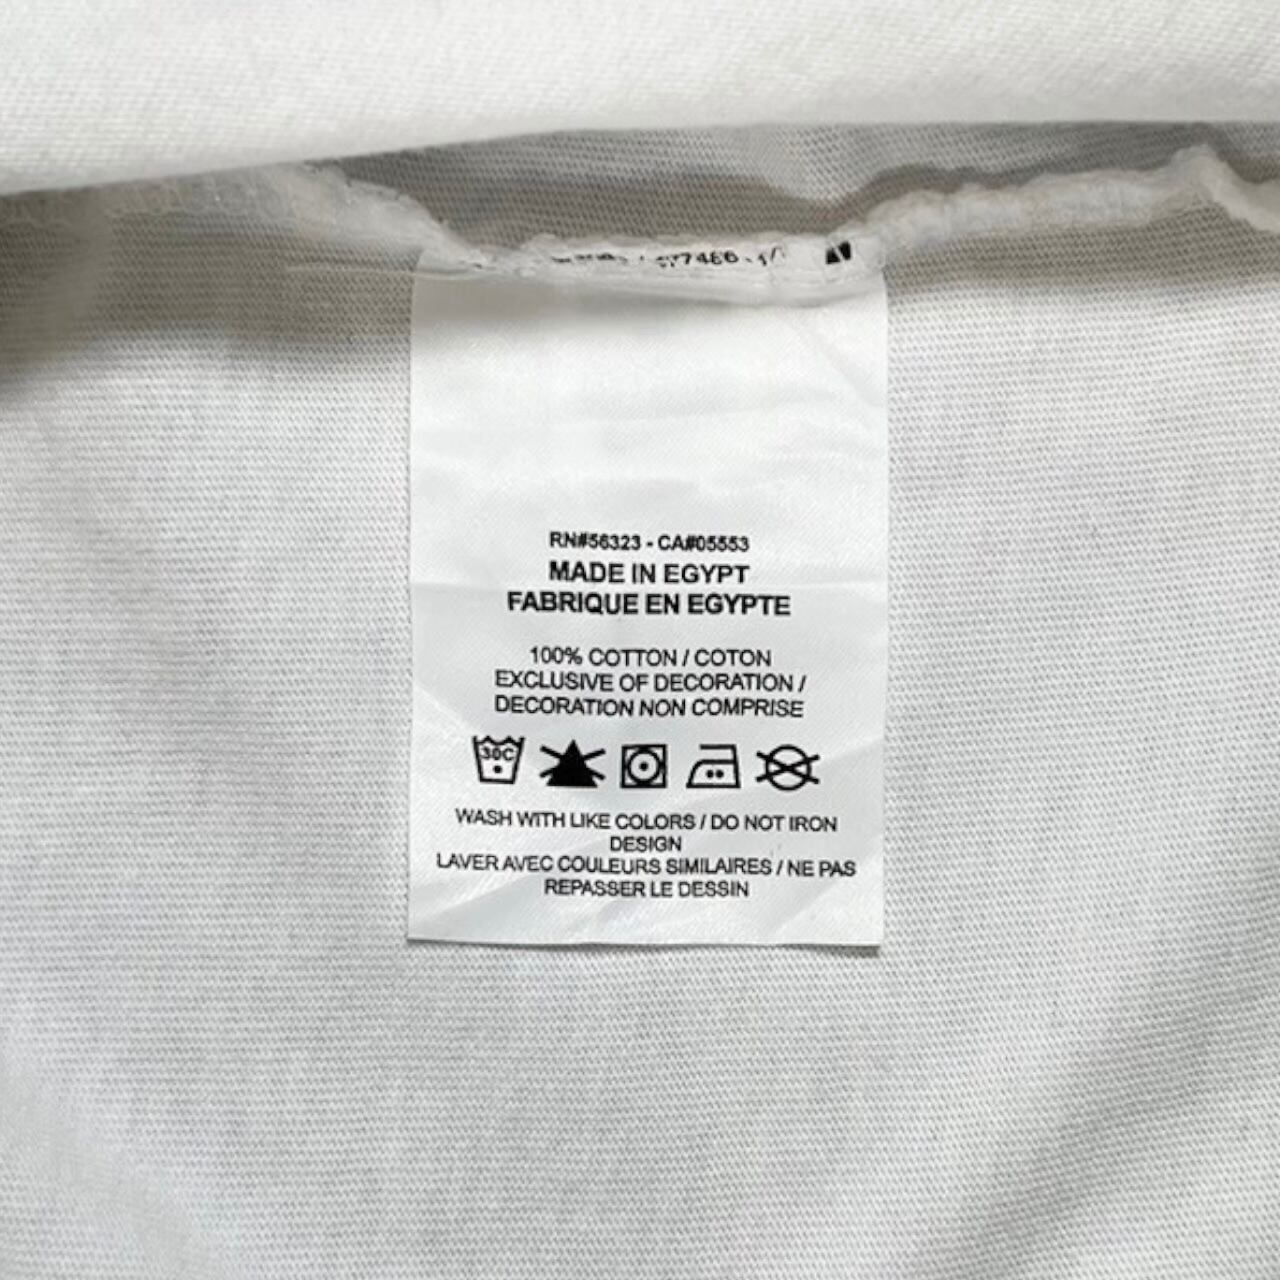 RN#56323 - CA#05553
MADE IN EGYPT
FABRIQUE EN EGYPTE
100% COTTON / COTON
EXCLUSIVE OF DECORATION /
DECORATION NON COMPRISE
30C
WASH WITH LIKE COLORS / DO NOT IRON
DESIGN
LAVER AVEC COULEURS SIMILAIRES / NE PAS
REPASSER LE DESSIN